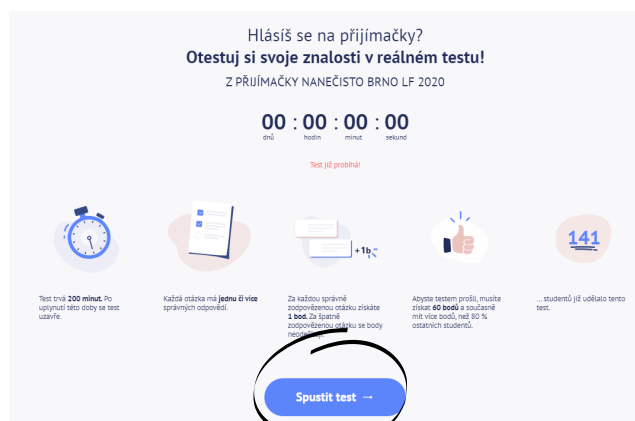 Hlásíš se na přijímačky?
Otestuj si svoje znalosti v reálném testu!
Z PŘIJÍMAČKY NANEČISTO BRNO LF 2020
00 : 00 : 00 : 00
dnů hodin minut sekund
Test již probíhá!
+1b
141
Test trvá 200 minut. Po
uplynutí této doby se test
uzavře.
Každá otázka má jednu či více
správných odpovědí.
Za každou správně
zodpovězenou otázku získáte
1 bod. Za špatně
zodpovězenou otázku se body
Abyste testem prošli, musíte
získat 60 bodů a současně
mít více bodů, než 80 %
ostatních studentů.
... studentů již udělalo tento
test.
Spustit test →